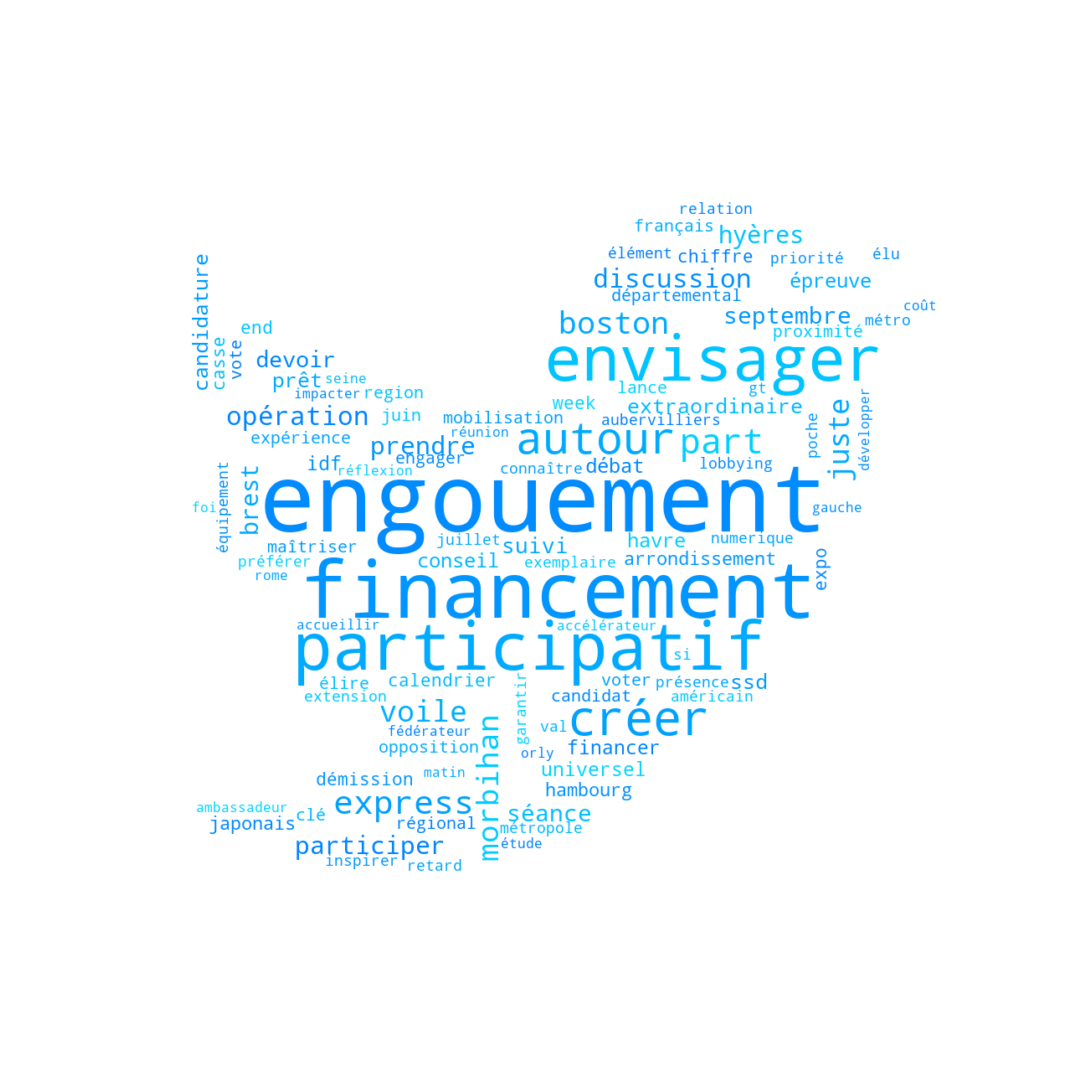 relation
français
hyères
élément
chiffre
priorité
élu
candidature
discussion
épreuve
départemental
coût
end
boston
septembre
métro
proximité
casse
vote
devoir
envisager
prêt
seine
impacter
region
lance
gt
opération
juin
mobilisation
week
extraordinaire
aubervilliers
juste
développer
poche
expérience
réunion
prendre
autour
part
idf
réflexion
engager
connaître
débat
lobbying
équipement
brest
foi
engouement
gauche
maîtriser
juillet
suivi
havre
numerique
préférer
conseil
exemplaire
arrondissement
expo
rome
financement
accueillir
accélérateur
participatif
si
élire
calendrier
garantir
voter
présence
ssd
extension
candidat
américain
voile
fédérateur
morbihan
val
créer
opposition
orly
financer
démission
matin
universel
hambourg
ambassadeur
clé
express
séance
japonais
régional
métropole
participer
étude
inspirer
retard